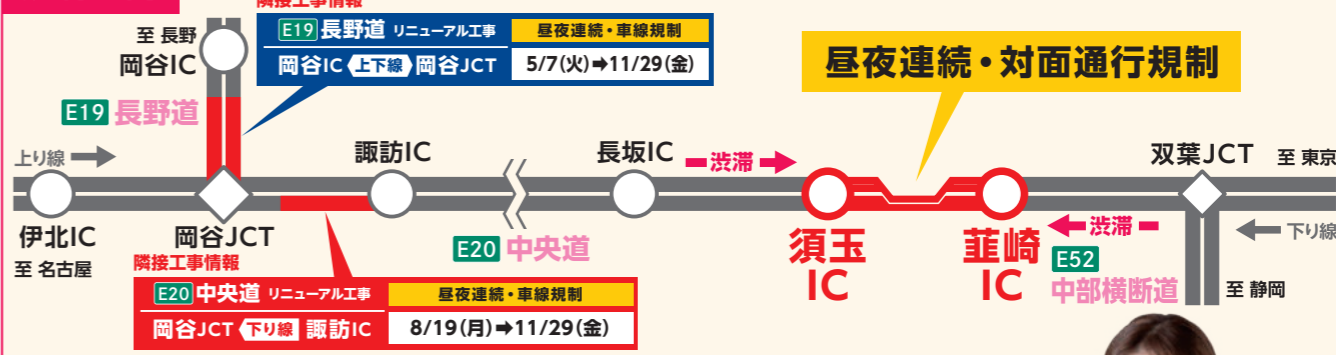 隣接工事情報
E19 長野道 リニューアル工事 昼夜連続・車線規制
岡谷IC 上下線 岡谷JCT 5/7(火)➡11/29(金)
至 長野
岡谷IC
E19 長野道
昼夜連続・対面通行規制
上り線
諏訪IC
長坂IC
渋滞
双葉JCT
至 東京
伊北IC
至 名古屋
岡谷JCT
E20 中央道
須玉
IC
韮崎
IC
渋滞
下り線
E52
中部横断道
至 静岡
隣接工事情報
E20 中央道 リニューアル工事 昼夜連続・車線規制
岡谷JCT 下り線 諏訪IC 8/19(月)➡11/29(金)